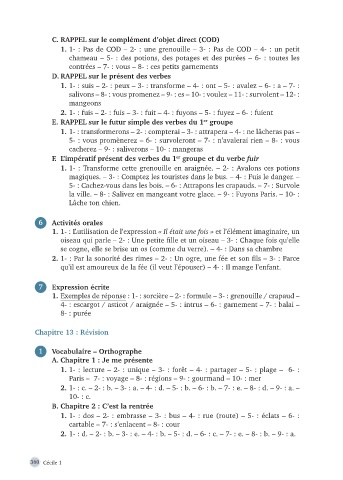 C. RAPPEL sur le complément d'objet direct (COD)
1. 1- : Pas de COD – 2- : une grenouille – 3- : Pas de COD – 4- : un petit
chameau – 5- : des potions, des potages et des purées – 6- : toutes les
contrées – 7- : vous – 8- : ces petits garnements
D. RAPPEL sur le présent des verbes
1. 1- : suis – 2- : peux – 3- : transforme – 4- : ont – 5- : avalez – 6- : a – 7- :
salivons – 8- : vous promenez – 9- : es – 10- : voulez – 11- : survolent – 12- :
mangeons
2. 1- : fuis – 2- : fuis – 3- : fuit – 4- : fuyons – 5- : fuyez – 6- : fuient
E. RAPPEL sur le futur simple des verbes du 1er groupe
1. 1- : transformerons – 2- : compterai – 3- : attrapera – 4- : ne lâcheras pas –
5- : vous promènerez – 6- : survoleront – 7- : n'avalerai rien – 8- : vous
cacherez – 9- : saliverons – 10- : mangeras
F. L'impératif présent des verbes du 1er groupe et du verbe fuir
1. 1- : Transforme cette grenouille en araignée. – 2- : Avalons ces potions
magiques. – 3- : Comptez les touristes dans le bus. – 4- : Fuis le danger. –
5- : Cachez-vous dans les bois. – 6- : Attrapons les crapauds. – 7- : Survole
la ville. – 8- : Salivez en mangeant votre glace. – 9- : Fuyons Paris. – 10- :
Lâche ton chien.
6 Activités orales
1. 1- : L'utilisation de l'expression « Il était une fois » et l'élément imaginaire, un
oiseau qui parle – 2- : Une petite fille et un oiseau – 3- : Chaque fois qu'elle
se cogne, elle se brise un os (comme du verre). – 4- : Dans sa chambre
2. 1- : Par la sonorité des rimes – 2- : Un ogre, une fée et son fils – 3- : Parce
qu'il est amoureux de la fée (il veut l'épouser) – 4- : Il mange l'enfant.
7 Expression écrite
1. Exemples de réponse : 1- : sorcière – 2- : formule – 3- : grenouille / crapaud –
4- : escargot / asticot / araignée – 5- : intrus – 6- : garnement – 7- : balai –
8- : purée
Chapitre 13 : Révision
1 Vocabulaire – Orthographe
A. Chapitre 1 : Je me présente
1. 1- : lecture – 2- : unique – 3- : forêt – 4- : partager – 5- : plage – 6- :
Paris – 7- : voyage – 8- : régions – 9- : gourmand – 10- : mer
2. 1- : c. – 2- : b. – 3- : a. – 4- : d. – 5- : b. – 6- : b. – 7- : e. – 8- : d. – 9- : a. –
10- : c.
B. Chapitre 2 : C'est la rentrée
1. 1- : dos – 2- : embrasse – 3- : bus – 4- : rue (route) – 5- : éclats – 6- :
cartable – 7- : s'enlacent – 8- : cour
2. 1- : d. – 2- : b. – 3- : e. – 4- : b. – 5- : d. – 6- : c. – 7- : e. – 8- : b. – 9- : a.
Cécile 1